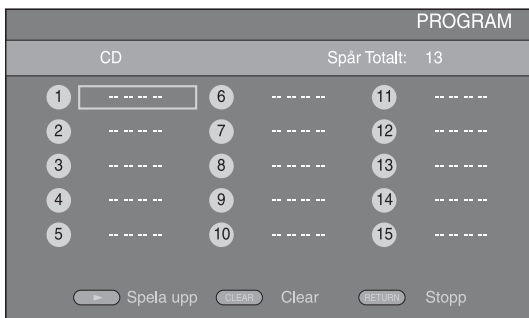 PROGRAM
CD Spår Totalt: 13
1 -- -- -- -- 6 -- -- -- -- 11 -- -- -- --
2 -- -- -- -- 7 -- -- -- -- 12 -- -- -- --
3 -- -- -- -- 8 -- -- -- -- 13 -- -- -- --
4 -- -- -- -- 9 -- -- -- -- 14 -- -- -- --
5 -- -- -- -- 10 -- -- -- -- 15 -- -- -- --
Spela upp CLEAR Clear RETURN Stopp